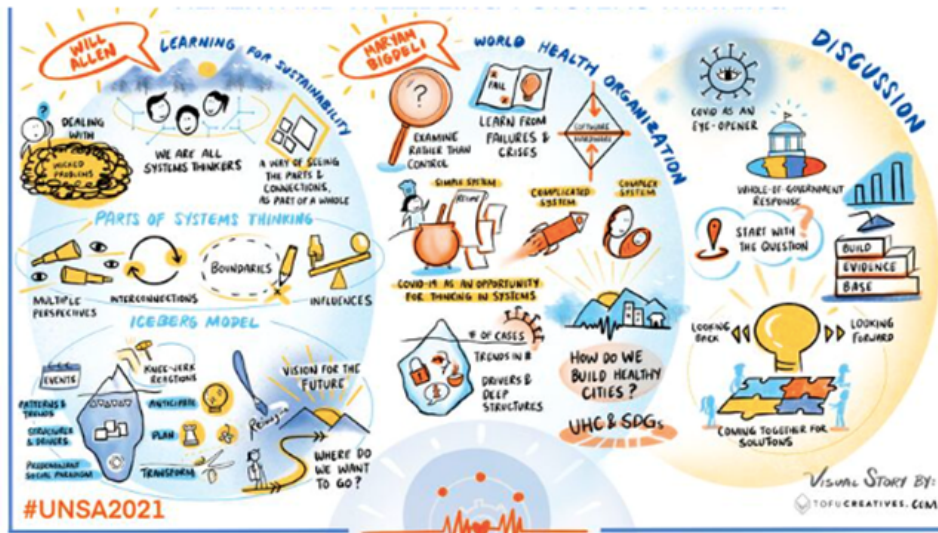 WILL
ALLEN
LEARNING FOR SUSTAINABILITY
?
DEALING
WITH
WICKED
PROBLEMS
WE ARE ALL
SYSTEMS THINKERS
A WAY OF SEEING
THE PARTS &
CONNECTIONS,
AS PART OF A WHOLE
PARTS OF SYSTEMS THINKING
MULTIPLE
PERSPECTIVES
INTERCONNECTIONS
BOUNDARIES
INFLUENCES
ICEBERG MODEL
EVENTS
KNEE-JERK
REACTIONS
PATTERNS &
TRENDS
STRUCTURES
& DRIVERS
PREDOMINANT
SOCIAL PARADIGM
ANTICIPATE
PLAN
TRANSFORM
Reimagine
VISION FOR THE
FUTURE
WHERE DO
WE WANT
TO GO?
#UNSA2021
MARYAM
BIGDELI
WORLD HEALTH ORGANIZATION
?
EXAMINE
RATHER THAN
CONTROL
FAIL
LEARN FROM
FAILURES &
CRISES
SOFTWARE
HARDWARE
SIMPLE SYSTEM
RECIPE
COMPLICATED
SYSTEM
COMPLEX
SYSTEM
COVID-19 AS AN OPPORTUNITY
FOR THINKING IN SYSTEMS
# OF CASES
TRENDS IN #
DRIVERS &
DEEP
STRUCTURES
HOW DO WE
BUILD HEALTHY
CITIES?
UHC & SDGs
DISCUSSION
COVID AS AN
EYE-OPENER
WHOLE-OF-GOVERNMENT
RESPONSE
START WITH
THE QUESTION
?
BUILD
EVIDENCE
BASE
LOOKING
BACK
LOOKING
FORWARD
COMING TOGETHER FOR
SOLUTIONS
VISUAL STORY BY:
TOFUCREATIVES.COM